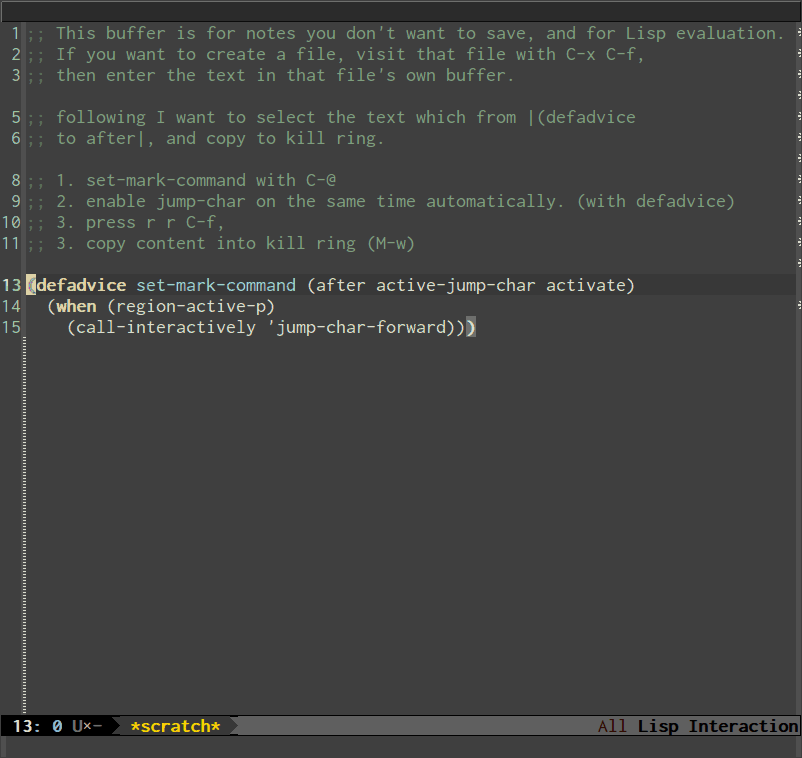 1 ;; This buffer is for notes you don't want to save, and for Lisp evaluation.
2 ;; If you want to create a file, visit that file with C-x C-f,
3 ;; then enter the text in that file's own buffer.
5 ;; following I want to select the text which from |(defadvice
6 ;; to after|, and copy to kill ring.
8 ;; 1. set-mark-command with C-@
9 ;; 2. enable jump-char on the same time automatically. (with defadvice)
10 ;; 3. press r r C-f,
11 ;; 3. copy content into kill ring (M-w)
13 (defadvice set-mark-command (after active-jump-char activate)
14   (when (region-active-p)
15     (call-interactively 'jump-char-forward)))
13: 0 U×− *scratch* All Lisp Interaction